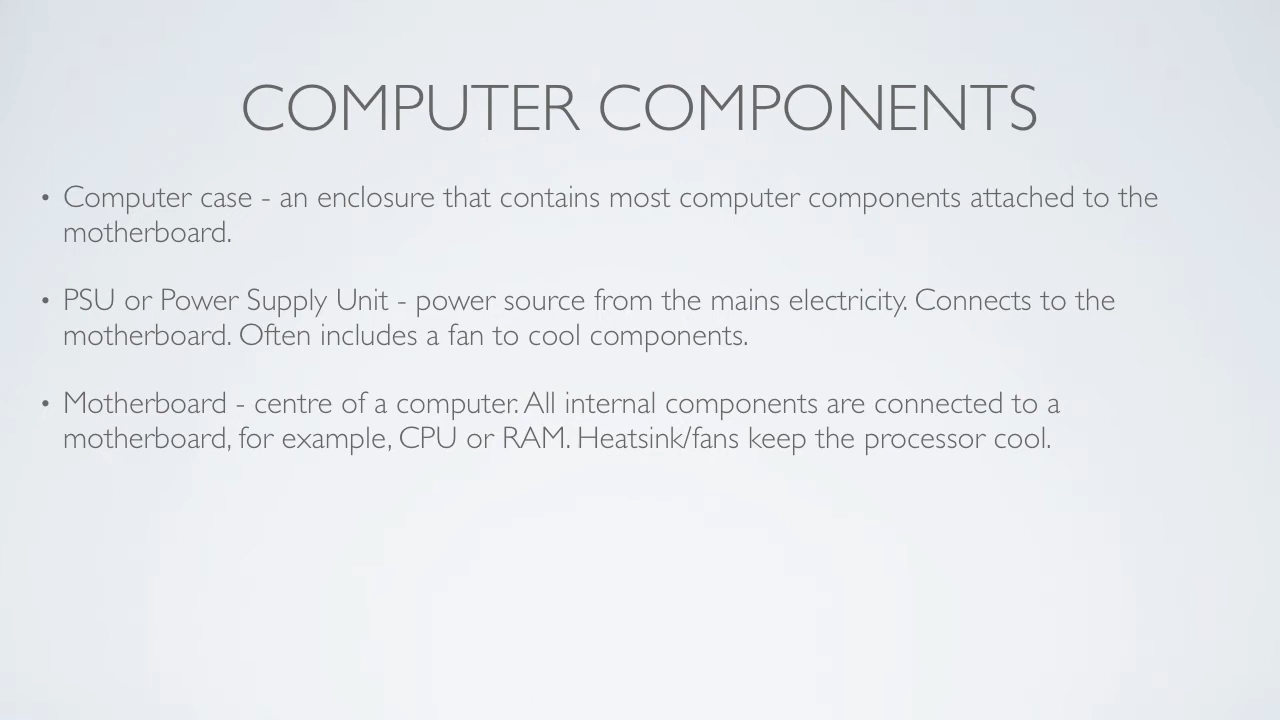 COMPUTER COMPONENTS
• Computer case - an enclosure that contains most computer components attached to the
motherboard.
• PSU or Power Supply Unit - power source from the mains electricity. Connects to the
motherboard. Often includes a fan to cool components.
• Motherboard - centre of a computer. All internal components are connected to a
motherboard, for example, CPU or RAM. Heatsink/fans keep the processor cool.